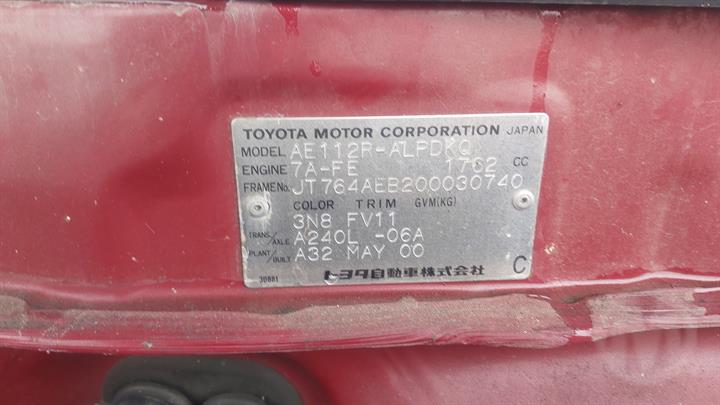 TOYOTA MOTOR CORPORATION JAPAN
MODEL AE112R-ALPDKQ
ENGINE 7A-FE 1762 CC
FRAME No. JT764AEB200030740
COLOR TRIM GVM(KG)
3N8 FV11
TRANS./AXLE A240L -06A
PLANT/BUILT A32 MAY 00
30881 トヨタ自動車株式会社 C